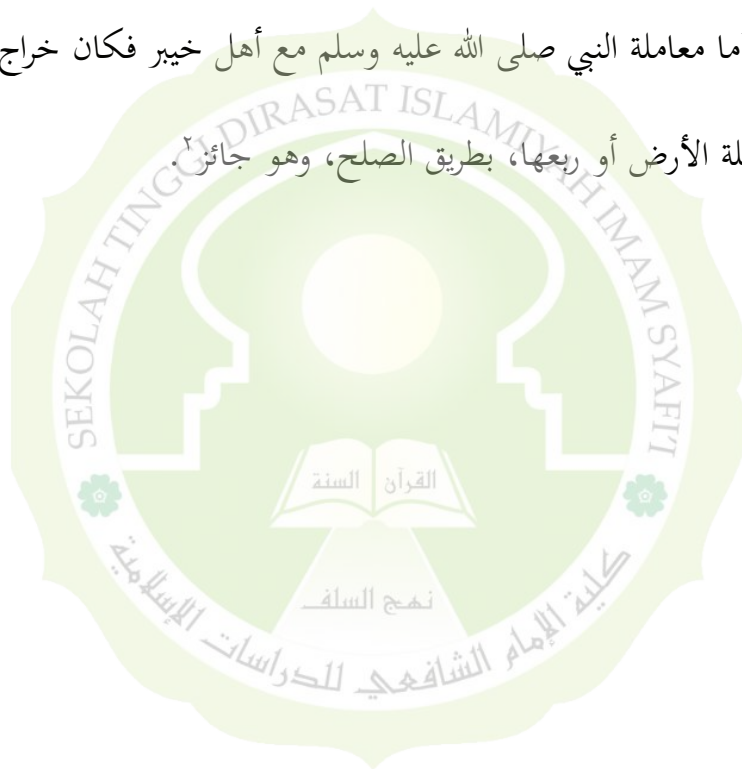 ما معاملة النبي صلى الله عليه وسلم مع أهل خيبر فكان خراج
لة الأرض أو ربعها، بطريق الصلح، وهو جائز٢.
SEKOLAH TINGGI DIRASAT ISLAMIYAH IMAM SYAFI'I
القرآن السنة
نهج السلف
كلية الإمام الشافعي للدراسات الإسلامية